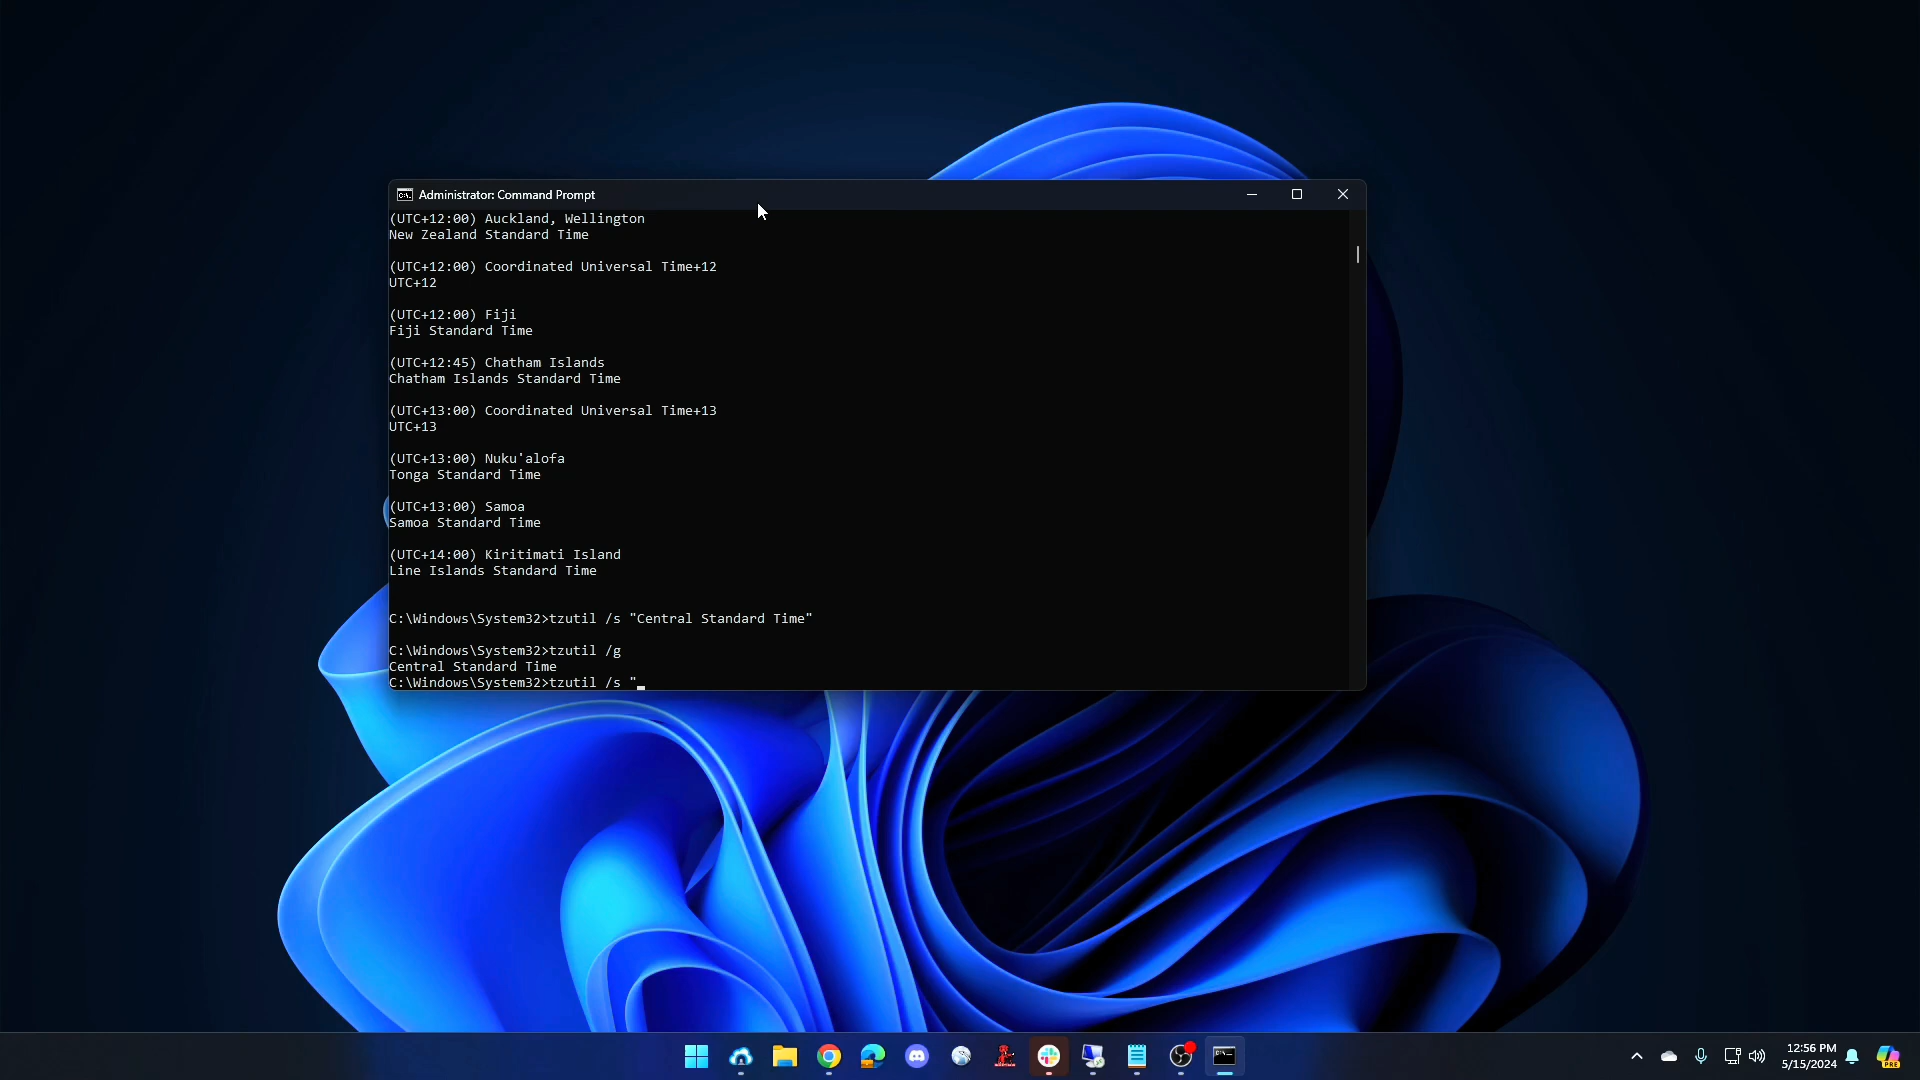 Administrator: Command Prompt
(UTC+12:00) Auckland, Wellington
New Zealand Standard Time
(UTC+12:00) Coordinated Universal Time+12
UTC+12
(UTC+12:00) Fiji
Fiji Standard Time
(UTC+12:45) Chatham Islands
Chatham Islands Standard Time
(UTC+13:00) Coordinated Universal Time+13
UTC+13
(UTC+13:00) Nuku'alofa
Tonga Standard Time
(UTC+13:00) Samoa
Samoa Standard Time
(UTC+14:00) Kiritimati Island
Line Islands Standard Time
C:\Windows\System32>tzutil /s "Central Standard Time"
C:\Windows\System32>tzutil /g
Central Standard Time
C:\Windows\System32>tzutil /s "
12:56 PM
5/15/2024
PRE